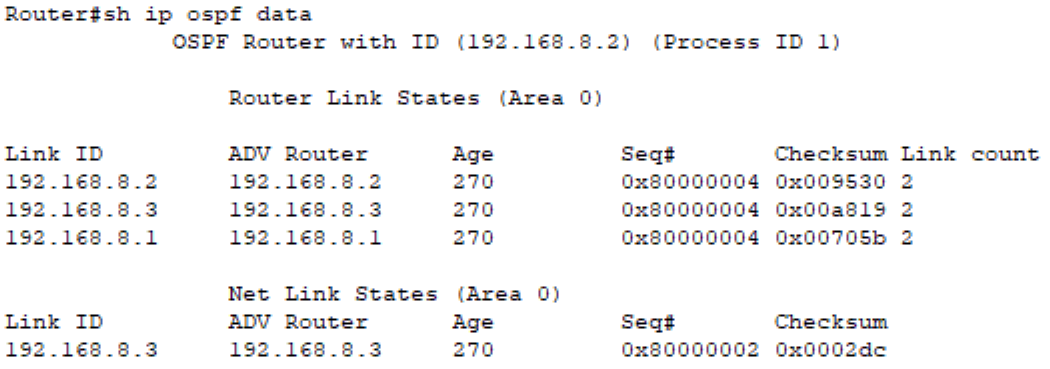 Router#sh ip ospf data
OSPF Router with ID (192.168.8.2) (Process ID 1)
Router Link States (Area 0)
Link ID ADV Router Age Seq# Checksum Link count
192.168.8.2 192.168.8.2 270 0x80000004 0x009530 2
192.168.8.3 192.168.8.3 270 0x80000004 0x00a819 2
192.168.8.1 192.168.8.1 270 0x80000004 0x00705b 2
Net Link States (Area 0)
Link ID ADV Router Age Seq# Checksum
192.168.8.3 192.168.8.3 270 0x80000002 0x0002dc